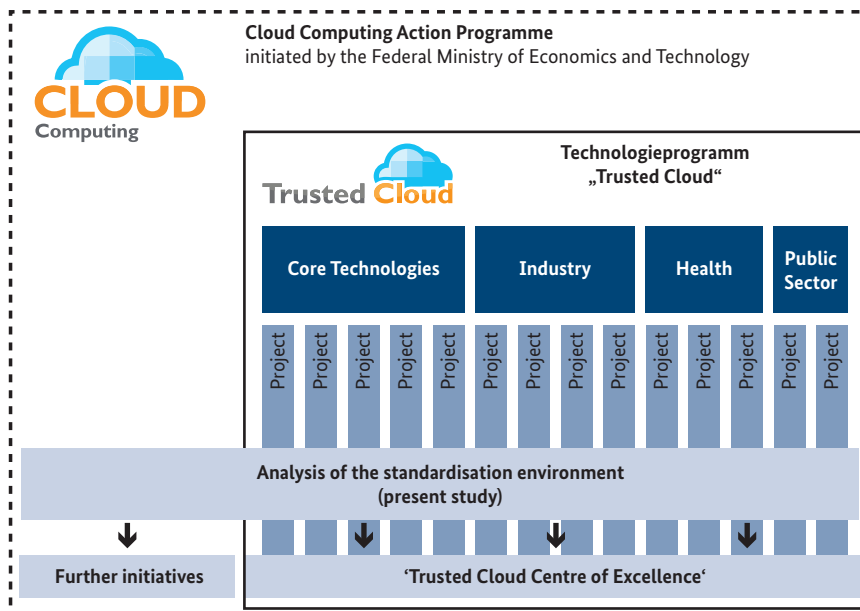 Cloud Computing Action Programme
initiated by the Federal Ministry of Economics and Technology
CLOUD
Computing
Trusted Cloud
Technologieprogramm
„Trusted Cloud“
Core Technologies
Industry
Health
Public
Sector
Project
Project
Project
Project
Project
Project
Project
Project
Project
Project
Project
Project
Project
Project
Analysis of the standardisation environment
(present study)
Further initiatives
‘Trusted Cloud Centre of Excellence‘